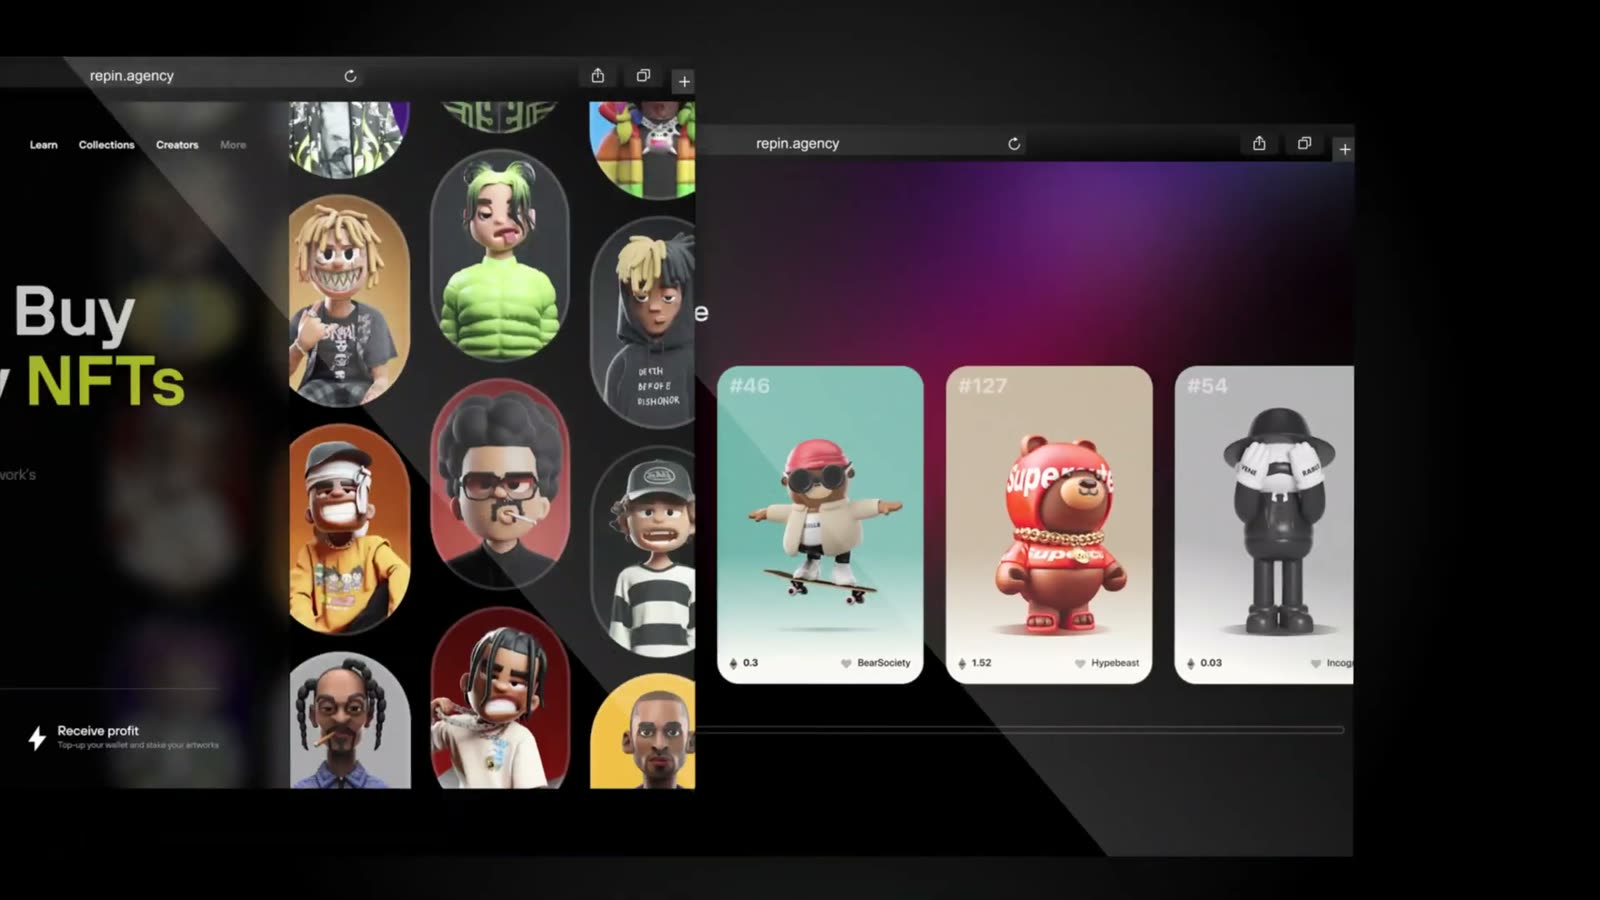 repin.agency
Learn Collections Creators More
Buy
NFTs
work's
Receive profit
Top-up your wallet and stake your artworks
DEATH
BEFORE
DISHONOR
repin.agency
e
#46
0.3 BearSociety
#127
1.52 Hypebeast
#54
0.03 Incog